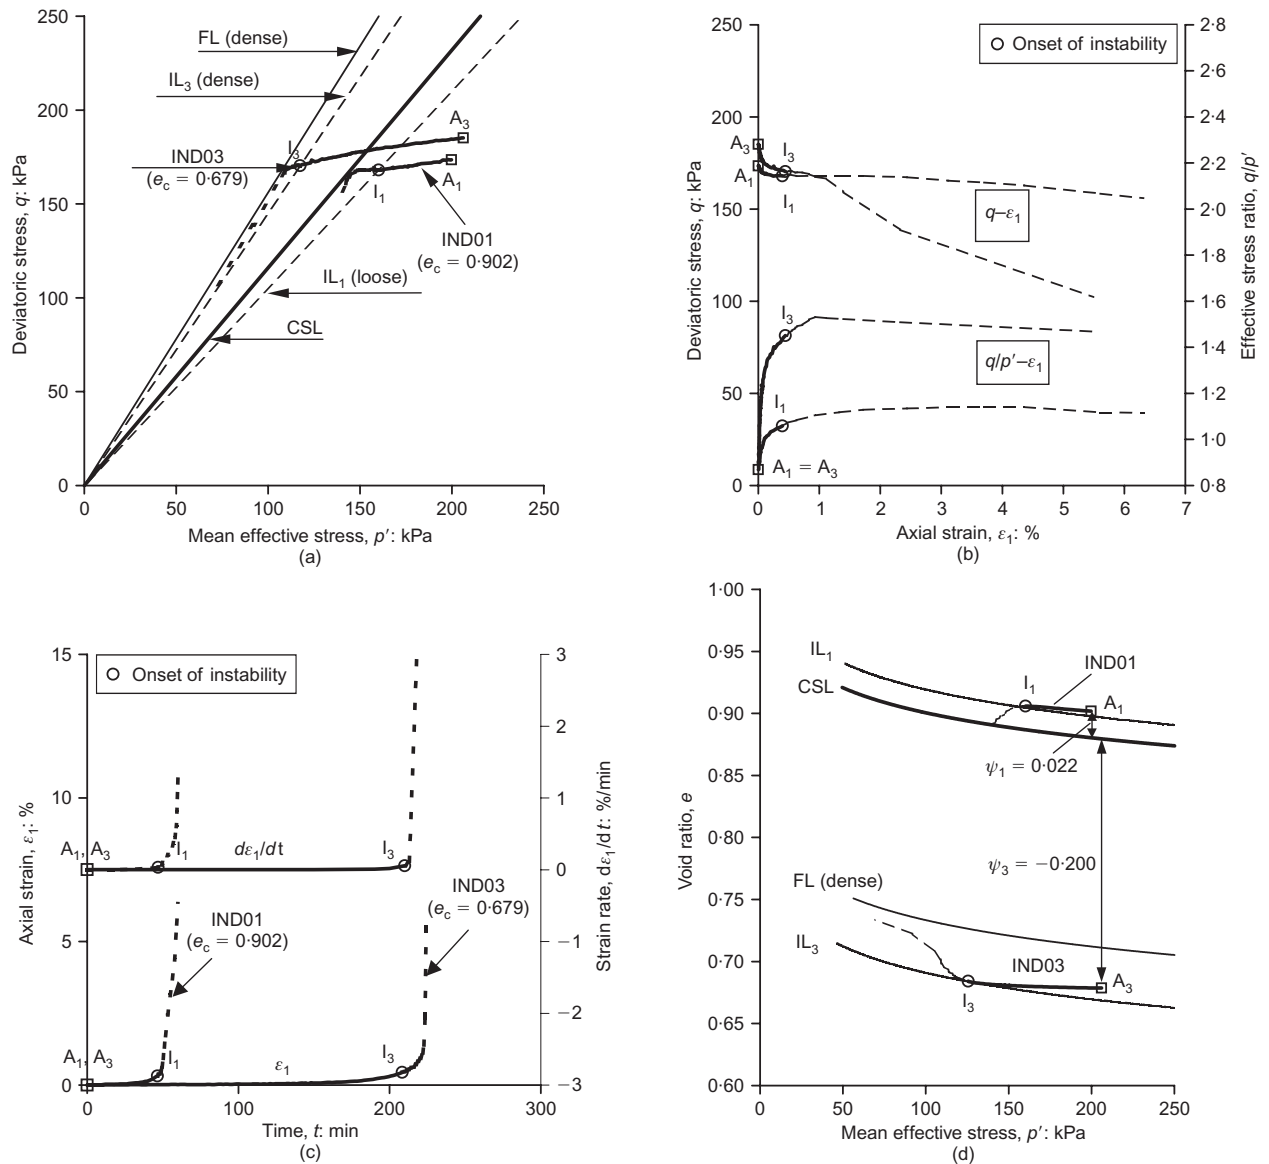 250
200
150
100
50
0
Deviatoric stress, q: kPa
FL (dense)
IL3 (dense)
IND03
(ec = 0·679)
I3
A3
I1
A1
IND01
(ec = 0·902)
IL1 (loose)
CSL
0
50
100
150
200
250
Mean effective stress, p′: kPa
(a)
250
200
150
100
50
0
Deviatoric stress, q: kPa
Onset of instability
A3
A1
I3
I1
q–ε1
I3
q/p′–ε1
I1
A1 = A3
2·8
2·6
2·4
2·2
2·0
1·8
1·6
1·4
1·2
1·0
0·8
Effective stress ratio, q/p′
0
1
2
3
4
5
6
7
Axial strain, ε1: %
(b)
15
10
5
0
Axial strain, ε1: %
Onset of instability
A1, A3
I1
dε1/dt
I3
IND01
(ec = 0·902)
IND03
(ec = 0·679)
A1, A3
I1
ε1
I3
3
2
1
0
−1
−2
−3
Strain rate, dε1/dt: %/min
0
100
200
300
Time, t: min
(c)
1·00
0·95
0·90
0·85
0·80
0·75
0·70
0·65
0·60
Void ratio, e
IL1
CSL
I1
IND01
A1
ψ1 = 0·022
ψ3 = −0·200
FL (dense)
IL3
IND03
I3
A3
0
50
100
150
200
250
Mean effective stress, p′: kPa
(d)